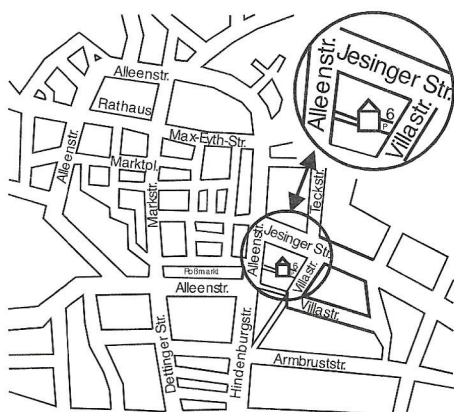 Jesinger Str.
Alleenstr.
6
P
Villastr.
Alleenstr.
Rathaus
Max-Eyth-Str.
Alleenstr.
Marktpl.
Markstr.
Teckstr.
Alleenstr.
Jesinger Str.
6
Villastr.
Roßmarkt
Alleenstr.
Villastr.
Dettinger Str.
Hindenburgstr.
Armbruststr.